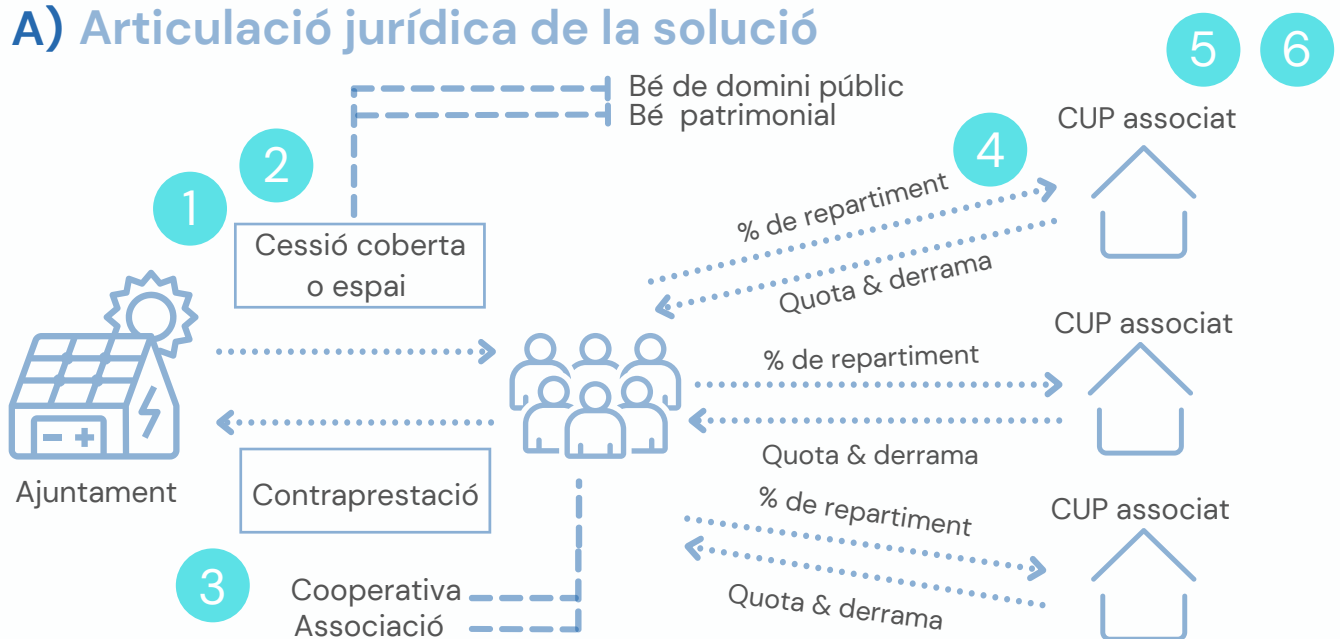 A) Articulació jurídica de la solució
5 6
Bé de domini públic
Bé patrimonial
CUP associat
4
2
1
% de repartiment
Cessió coberta
o espai
Quota & derrama
CUP associat
% de repartiment
Quota & derrama
Ajuntament
Contraprestació
% de repartiment
CUP associat
3
Cooperativa
Associació
Quota & derrama